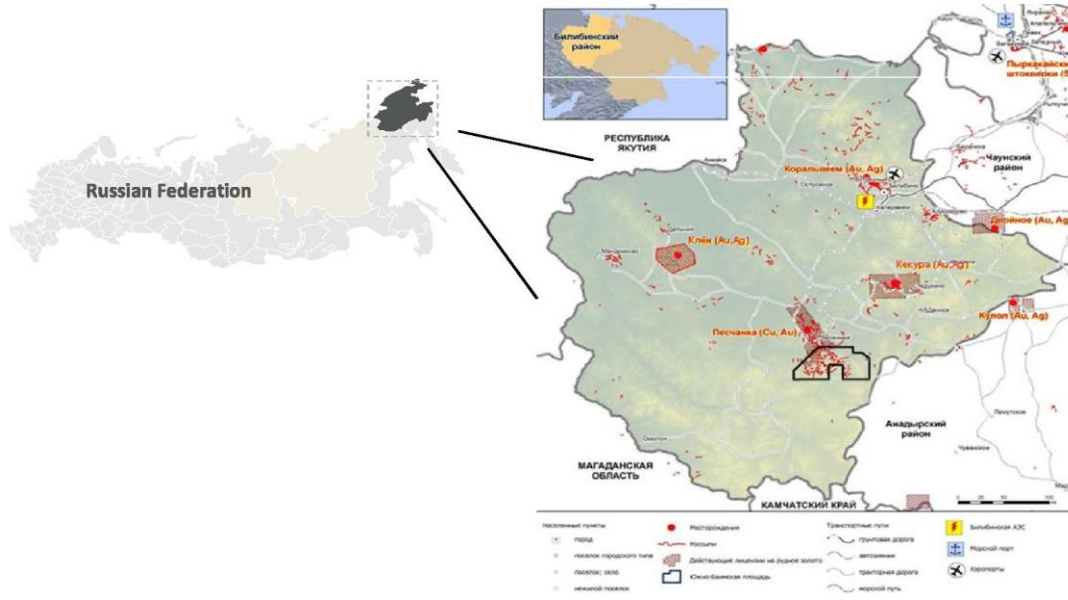 Russian Federation
Билибинский
район
РЕСПУБЛИКА
ЯКУТИЯ
Пыркакайские
штокверки (S
Чаунский
район
Коральвеем (Au, Ag)
Билибино
Двойное (Au, Ag
Клён (Au,Ag)
Кекура (Au,Ag)
Купол (Au, Ag)
Песчанка (Cu, Au)
Омолон
Анадырский
район
МАГАДАНСКАЯ
ОБЛАСТЬ
КАМЧАТСКИЙ КРАЙ
Населенные пункты
город
поселок городского типа
поселок; село
нежилой поселок
Месторождения
Россыпи
Действующие лицензии на рудное золото
Южно-Баимская площадь
Транспортные пути
грунтовая дорога
автозимник
тракторная дорога
морской путь
Билибинская АЭС
Морской порт
Аэропорты